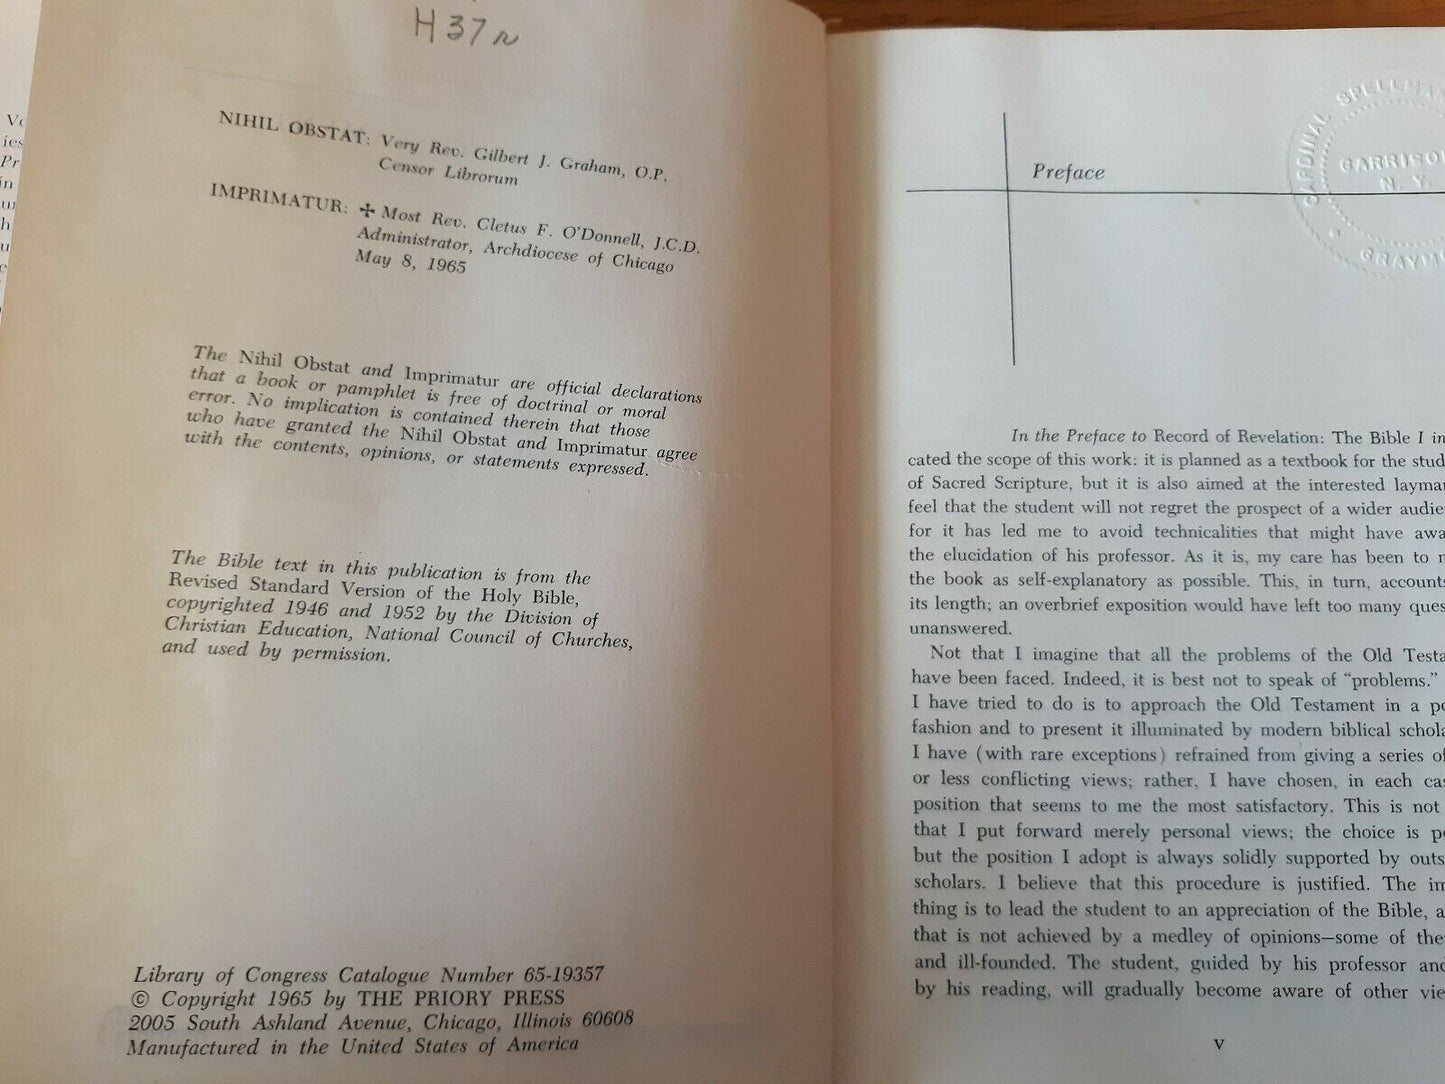 H 37 r
NIHIL OBSTAT: Very Rev. Gilbert J. Graham, O.P.
Censor Librorum
IMPRIMATUR: ✢ Most Rev. Cletus F. O'Donnell, J.C.D.
Administrator, Archdiocese of Chicago
May 8, 1965
The Nihil Obstat and Imprimatur are official declarations
that a book or pamphlet is free of doctrinal or moral
error. No implication is contained therein that those
who have granted the Nihil Obstat and Imprimatur agree
with the contents, opinions, or statements expressed.
The Bible text in this publication is from the
Revised Standard Version of the Holy Bible,
copyrighted 1946 and 1952 by the Division of
Christian Education, National Council of Churches,
and used by permission.
Library of Congress Catalogue Number 65-19357
© Copyright 1965 by THE PRIORY PRESS
2005 South Ashland Avenue, Chicago, Illinois 60608
Manufactured in the United States of America
CARDINAL SPELLMAN
GARRISO
N. Y.
GRAYMO
Preface
In the Preface to Record of Revelation: The Bible I in
cated the scope of this work: it is planned as a textbook for the stud
of Sacred Scripture, but it is also aimed at the interested layma
feel that the student will not regret the prospect of a wider audie
for it has led me to avoid technicalities that might have awa
the elucidation of his professor. As it is, my care has been to
the book as self-explanatory as possible. This, in turn, accounts
its length; an overbrief exposition would have left too many ques
unanswered.
Not that I imagine that all the problems of the Old Testa
have been faced. Indeed, it is best not to speak of “problems.”
I have tried to do is to approach the Old Testament in a po
fashion and to present it illuminated by modern biblical schola
I have (with rare exceptions) refrained from giving a series of
or less conflicting views; rather, I have chosen, in each cas
position that seems to me the most satisfactory. This is not
that I put forward merely personal views; the choice is pe
but the position I adopt is always solidly supported by outs
scholars. I believe that this procedure is justified. The im
thing is to lead the student to an appreciation of the Bible, a
that is not achieved by a medley of opinions—some of the
and ill-founded. The student, guided by his professor and
by his reading, will gradually become aware of other vie
v